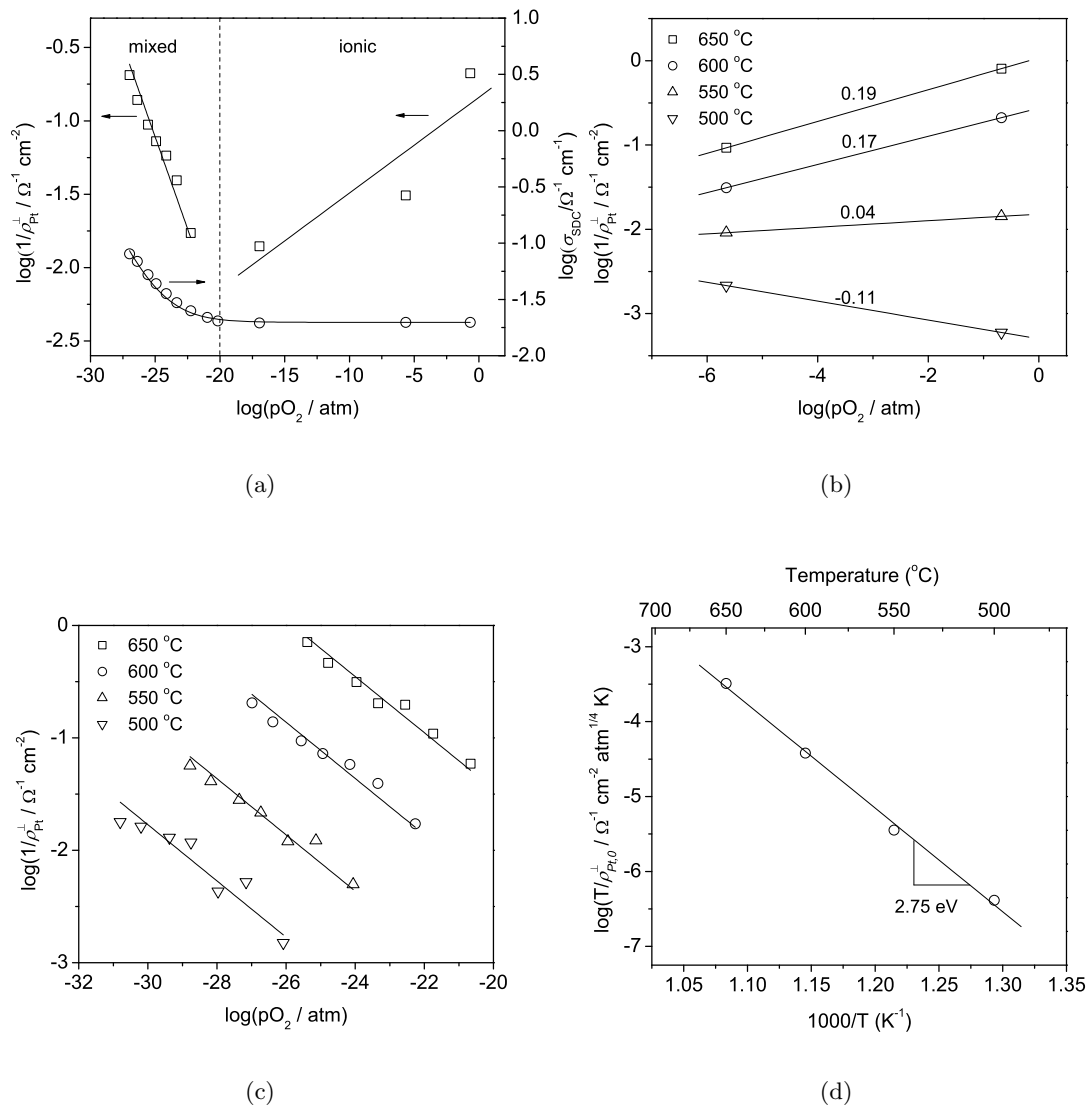 mixed
ionic
-0.5
-1.0
-1.5
-2.0
-2.5
1.0
0.5
0.0
-0.5
-1.0
-1.5
-2.0
-30
-25
-20
-15
-10
-5
0
log(1/ρ⊥Pt / Ω-1 cm-2)
log(σSDC/Ω-1 cm-1)
log(pO2 / atm)
(a)
650 °C
600 °C
550 °C
500 °C
0.19
0.17
0.04
-0.11
0
-1
-2
-3
-6
-4
-2
0
log(1/ρ⊥Pt / Ω-1 cm-2)
log(pO2 / atm)
(b)
650 °C
600 °C
550 °C
500 °C
0
-1
-2
-3
-32
-30
-28
-26
-24
-22
-20
log(1/ρ⊥Pt / Ω-1 cm-2)
log(pO2 / atm)
(c)
Temperature (°C)
700
650
600
550
500
-3
-4
-5
-6
-7
2.75 eV
1.05
1.10
1.15
1.20
1.25
1.30
1.35
log(T/ρ⊥Pt,0 / Ω-1 cm-2 atm1/4 K)
1000/T (K-1)
(d)